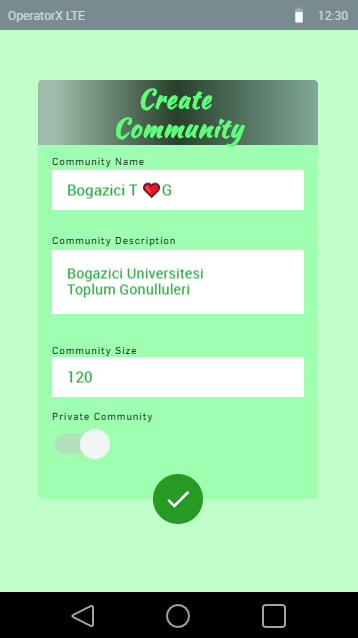 OperatorX LTE 12:30
Create
Community
Community Name
Bogazici T ❤G
Community Description
Bogazici Universitesi
Toplum Gonulluleri
Community Size
120
Private Community